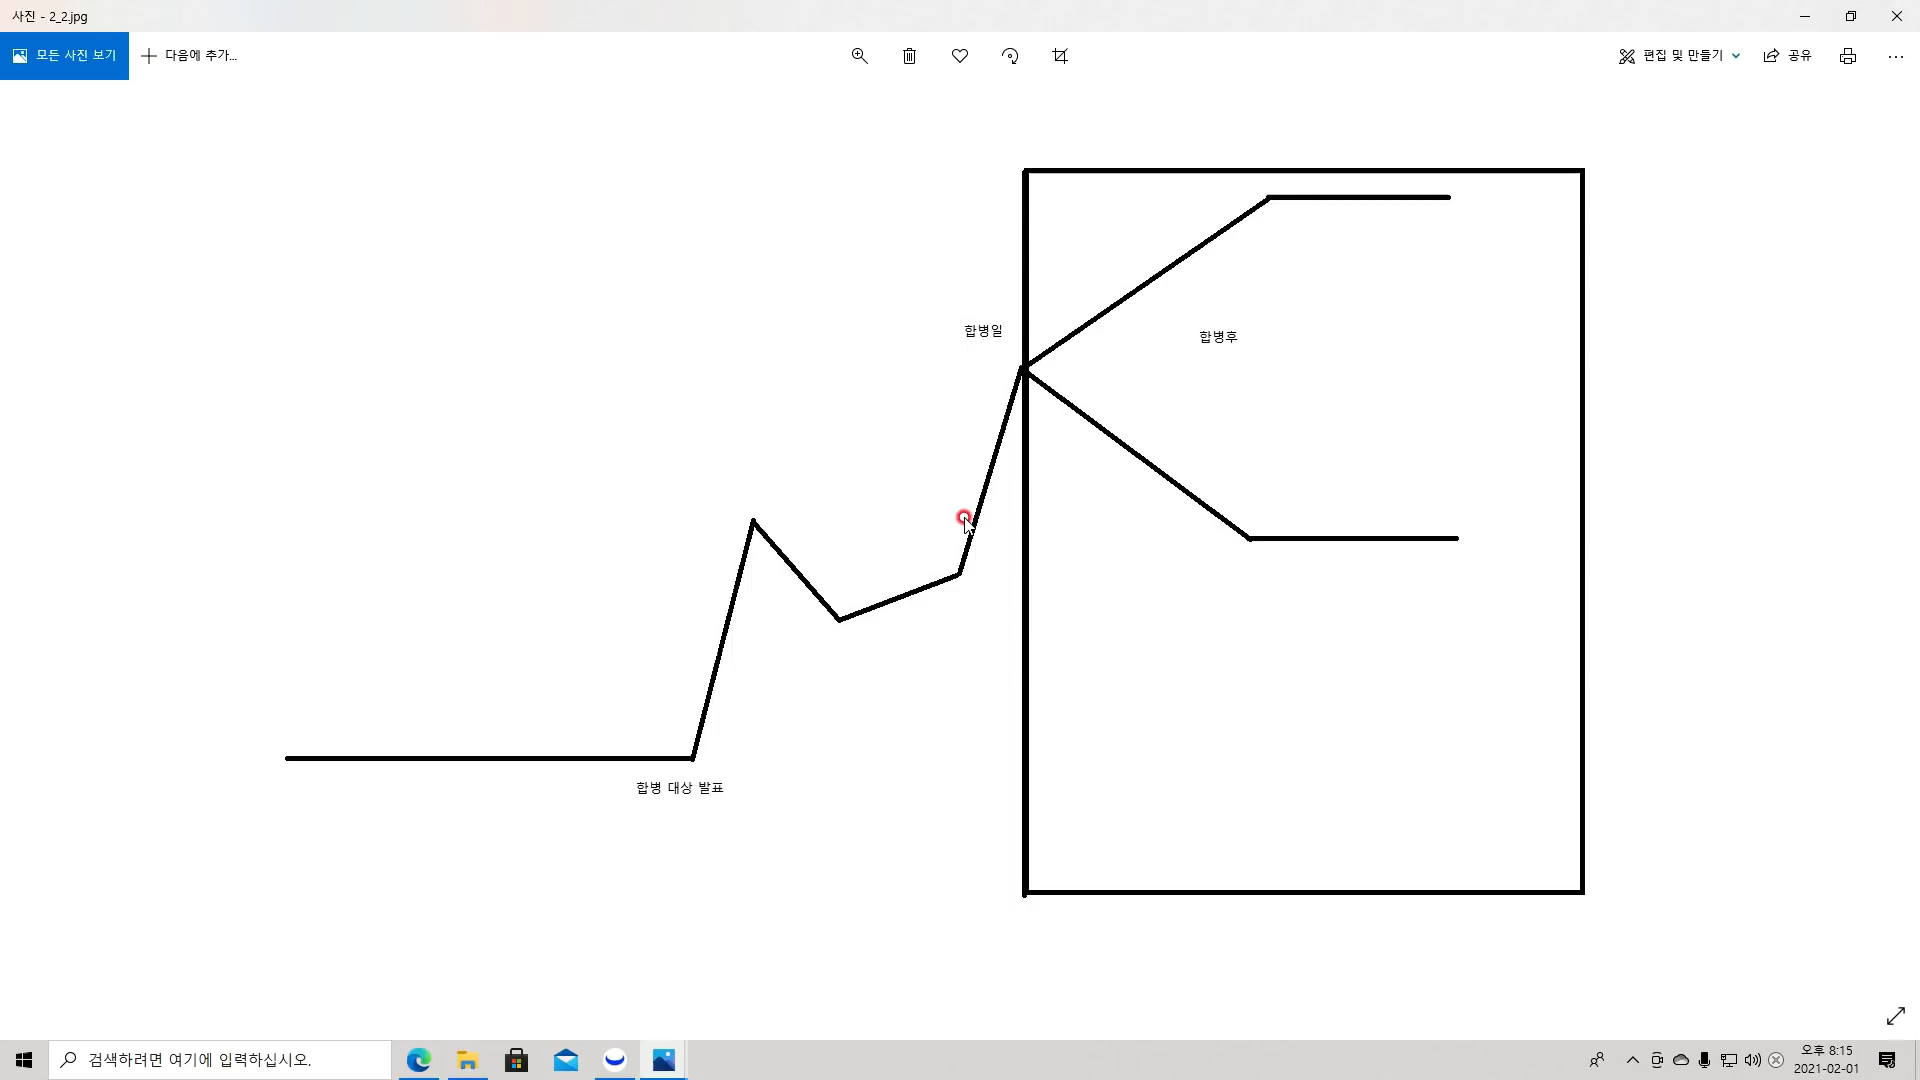 사진 - 2_2.jpg
모든 사진 보기
다음에 추가...
편집 및 만들기
공유
합병일
합병후
합병 대상 발표
검색하려면 여기에 입력하십시오.
오후 8:15
2021-02-01